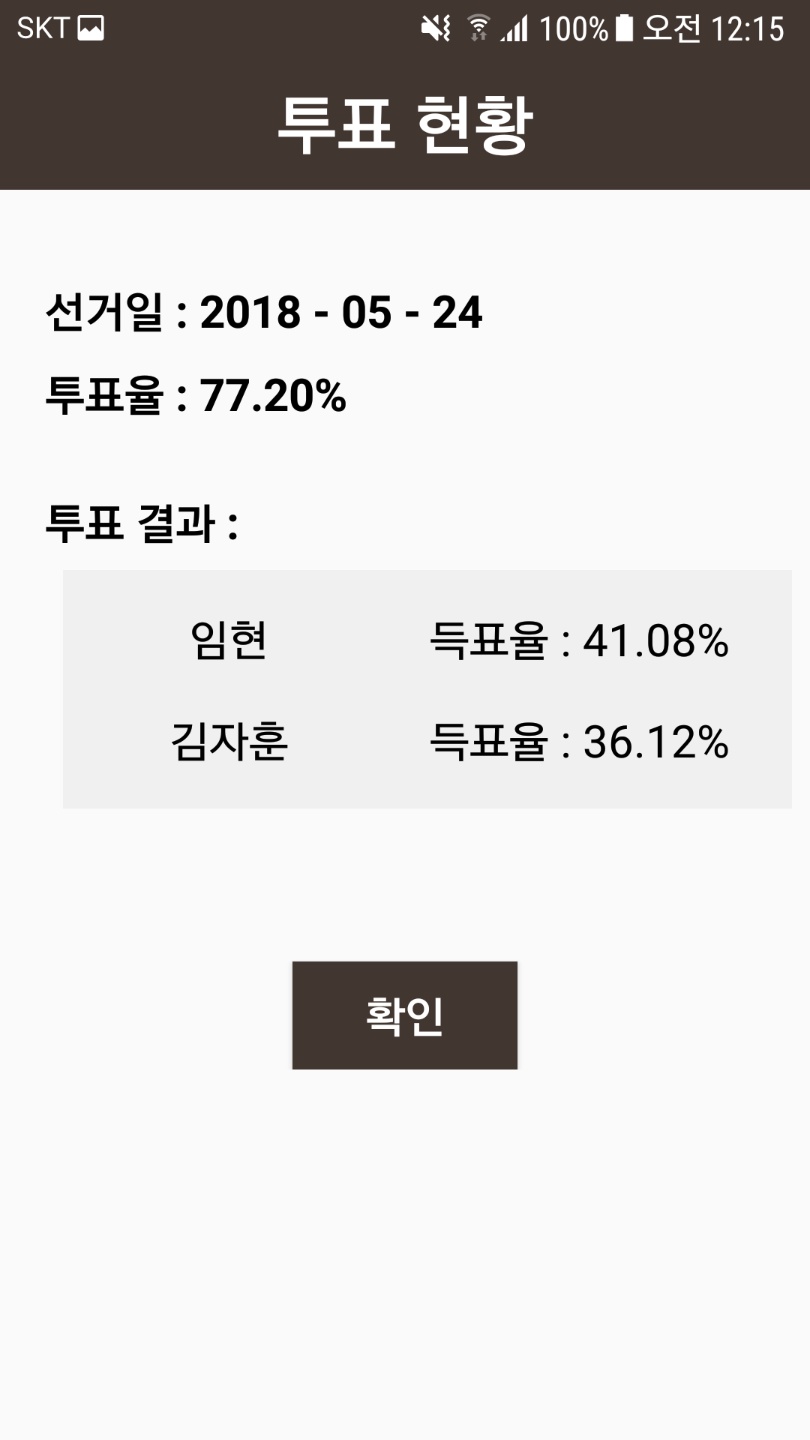 SKT 100% 오전 12:15
투표 현황
선거일 : 2018 - 05 - 24
투표율 : 77.20%
투표 결과 :
임현 득표율 : 41.08%
김자훈 득표율 : 36.12%
확인